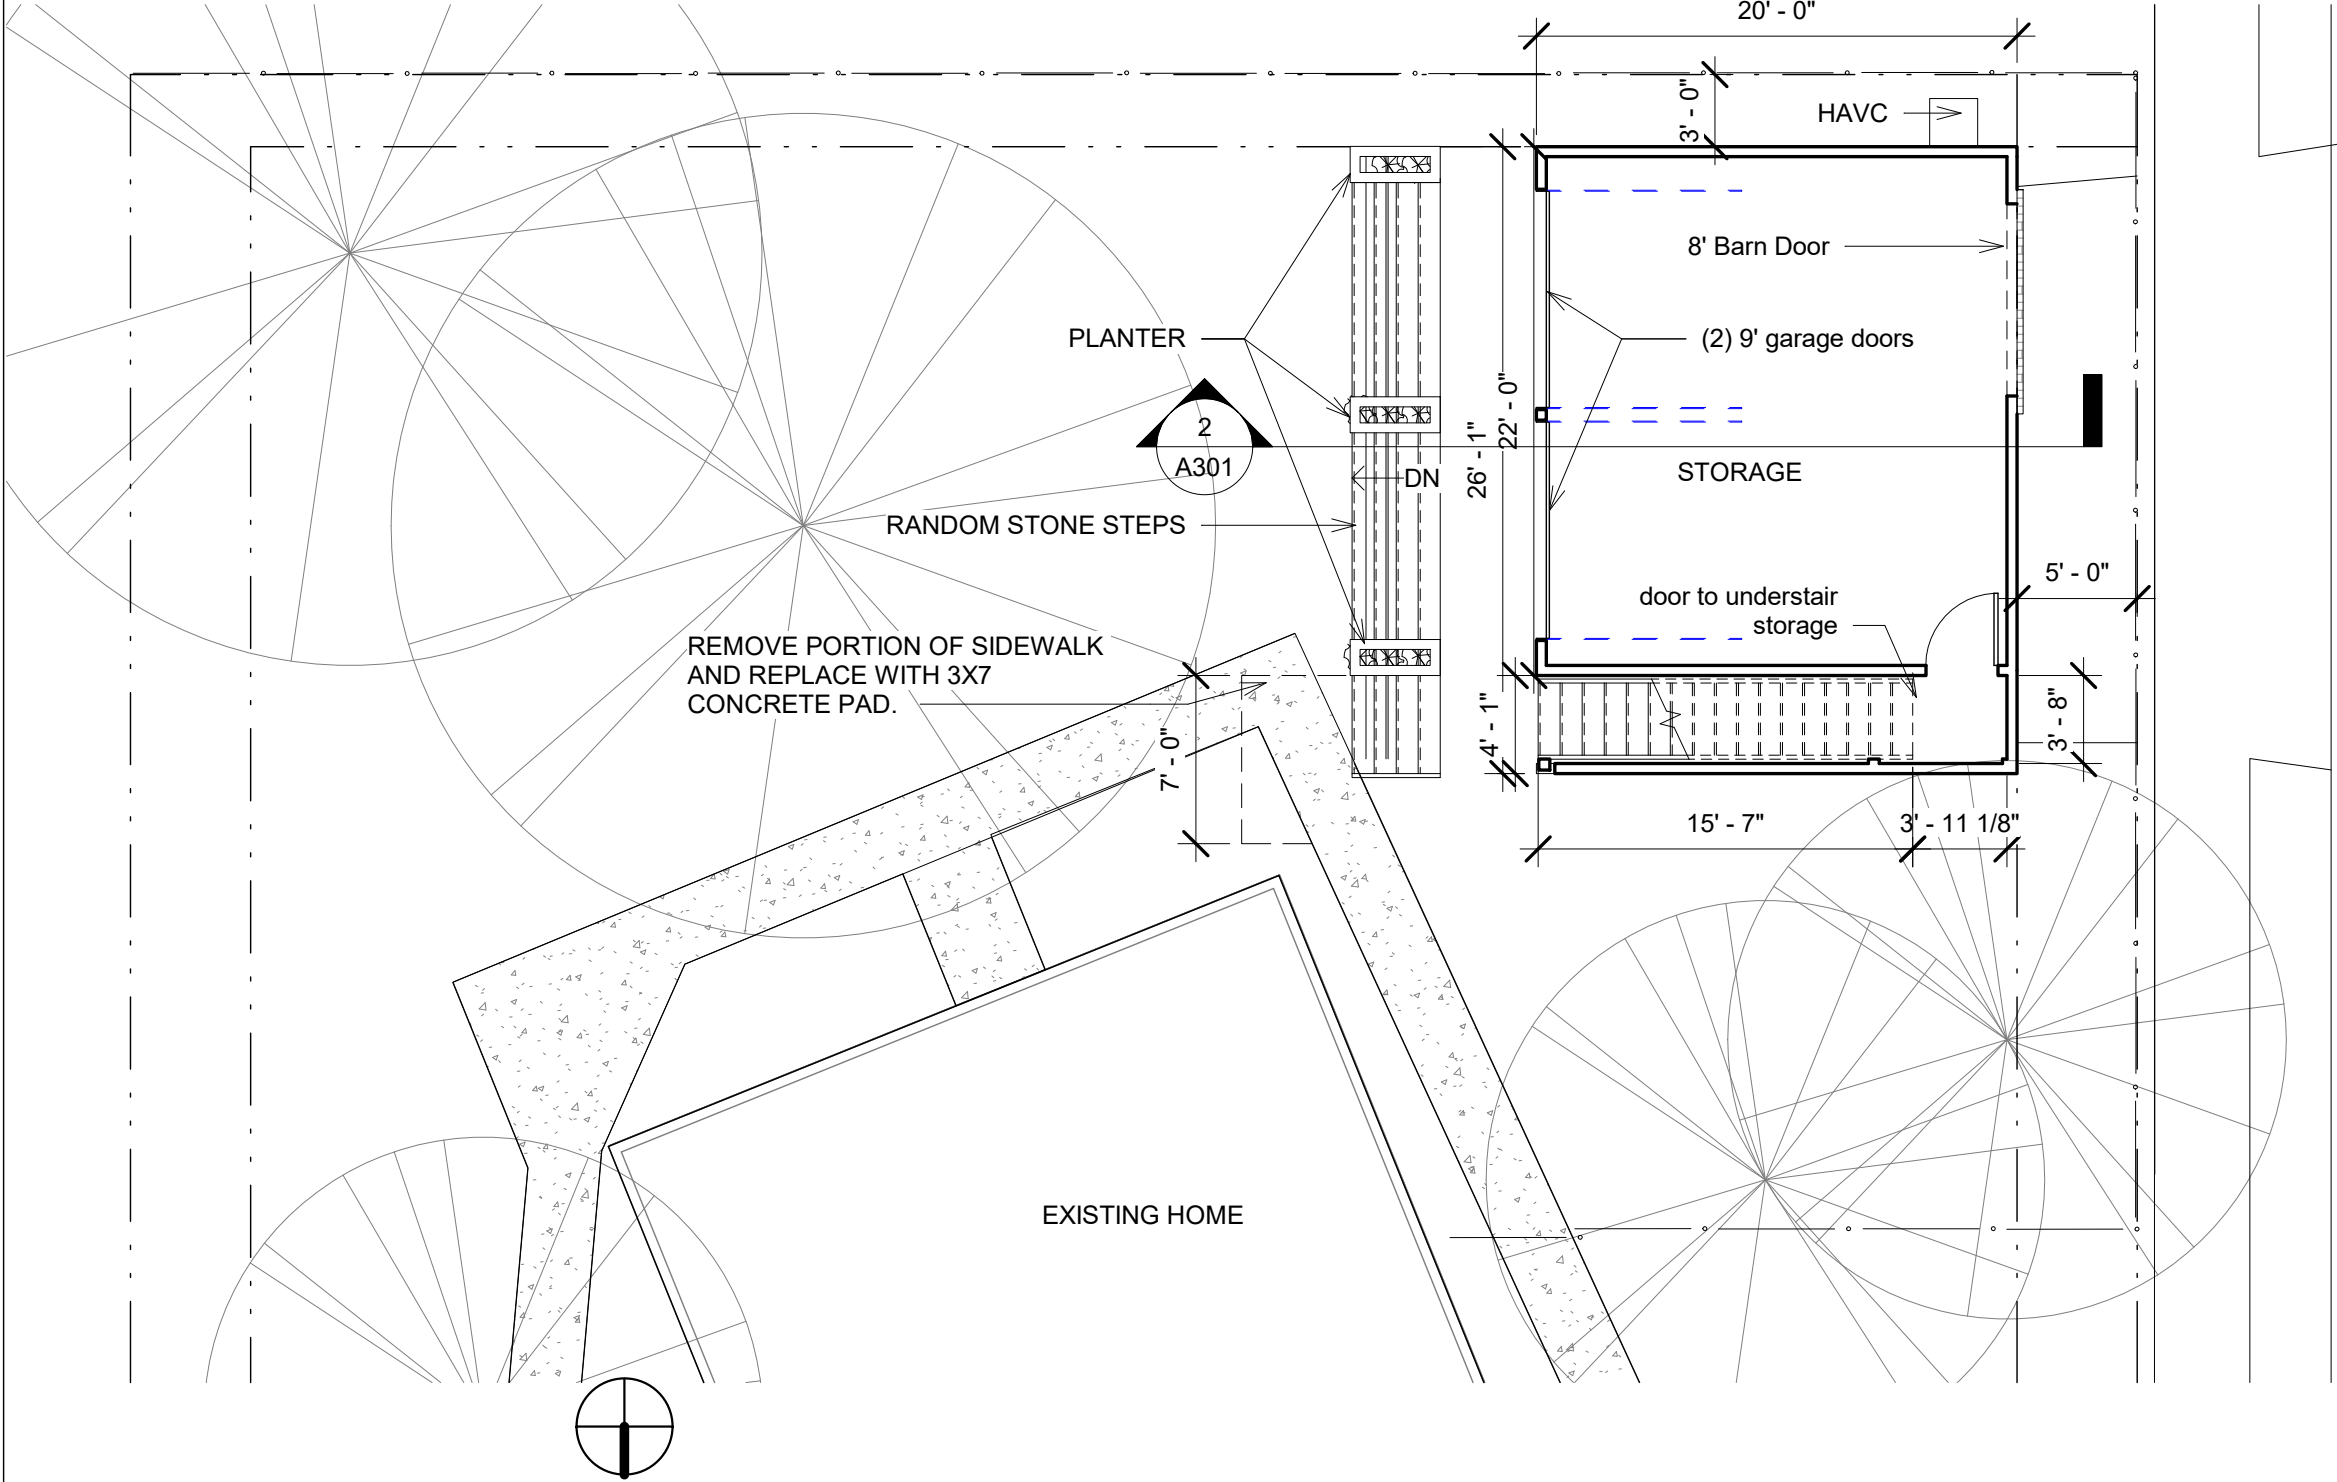 20' - 0"
3' - 0"
HAVC
8' Barn Door
PLANTER
(2) 9' garage doors
22' - 0"
26' - 1"
2
A301
DN
STORAGE
RANDOM STONE STEPS
5' - 0"
door to understair
storage
REMOVE PORTION OF SIDEWALK
AND REPLACE WITH 3X7
CONCRETE PAD.
7' - 0"
4' - 1"
3' - 8"
15' - 7"
3' - 11 1/8"
EXISTING HOME